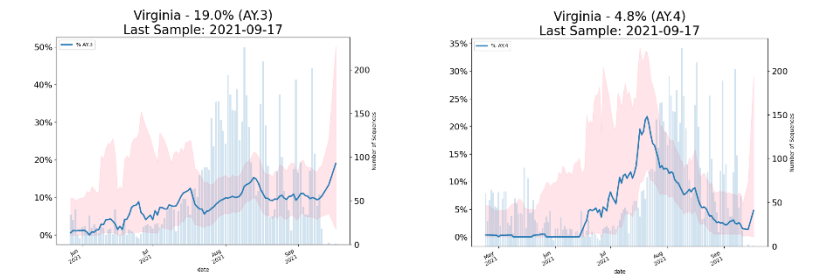 Virginia - 19.0% (AY.3)
Last Sample: 2021-09-17
% AY.3
50%
40%
30%
20%
10%
0%
200
150
100
50
0
Number of Sequences
Jun 2021
Jul 2021
Aug 2021
Sep 2021
date
Virginia - 4.8% (AY.4)
Last Sample: 2021-09-17
% AY.4
35%
30%
25%
20%
15%
10%
5%
0%
200
150
100
50
0
Number of Sequences
May 2021
Jun 2021
Jul 2021
Aug 2021
Sep 2021
date